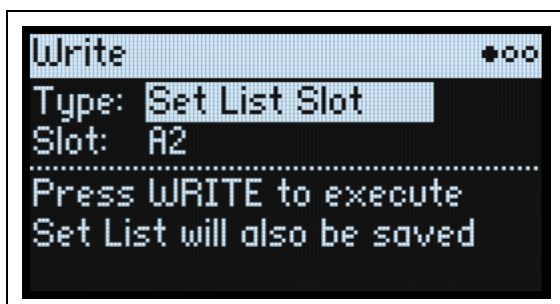 Write
Type: Set List Slot
Slot: A2
Press WRITE to execute
Set List will also be saved